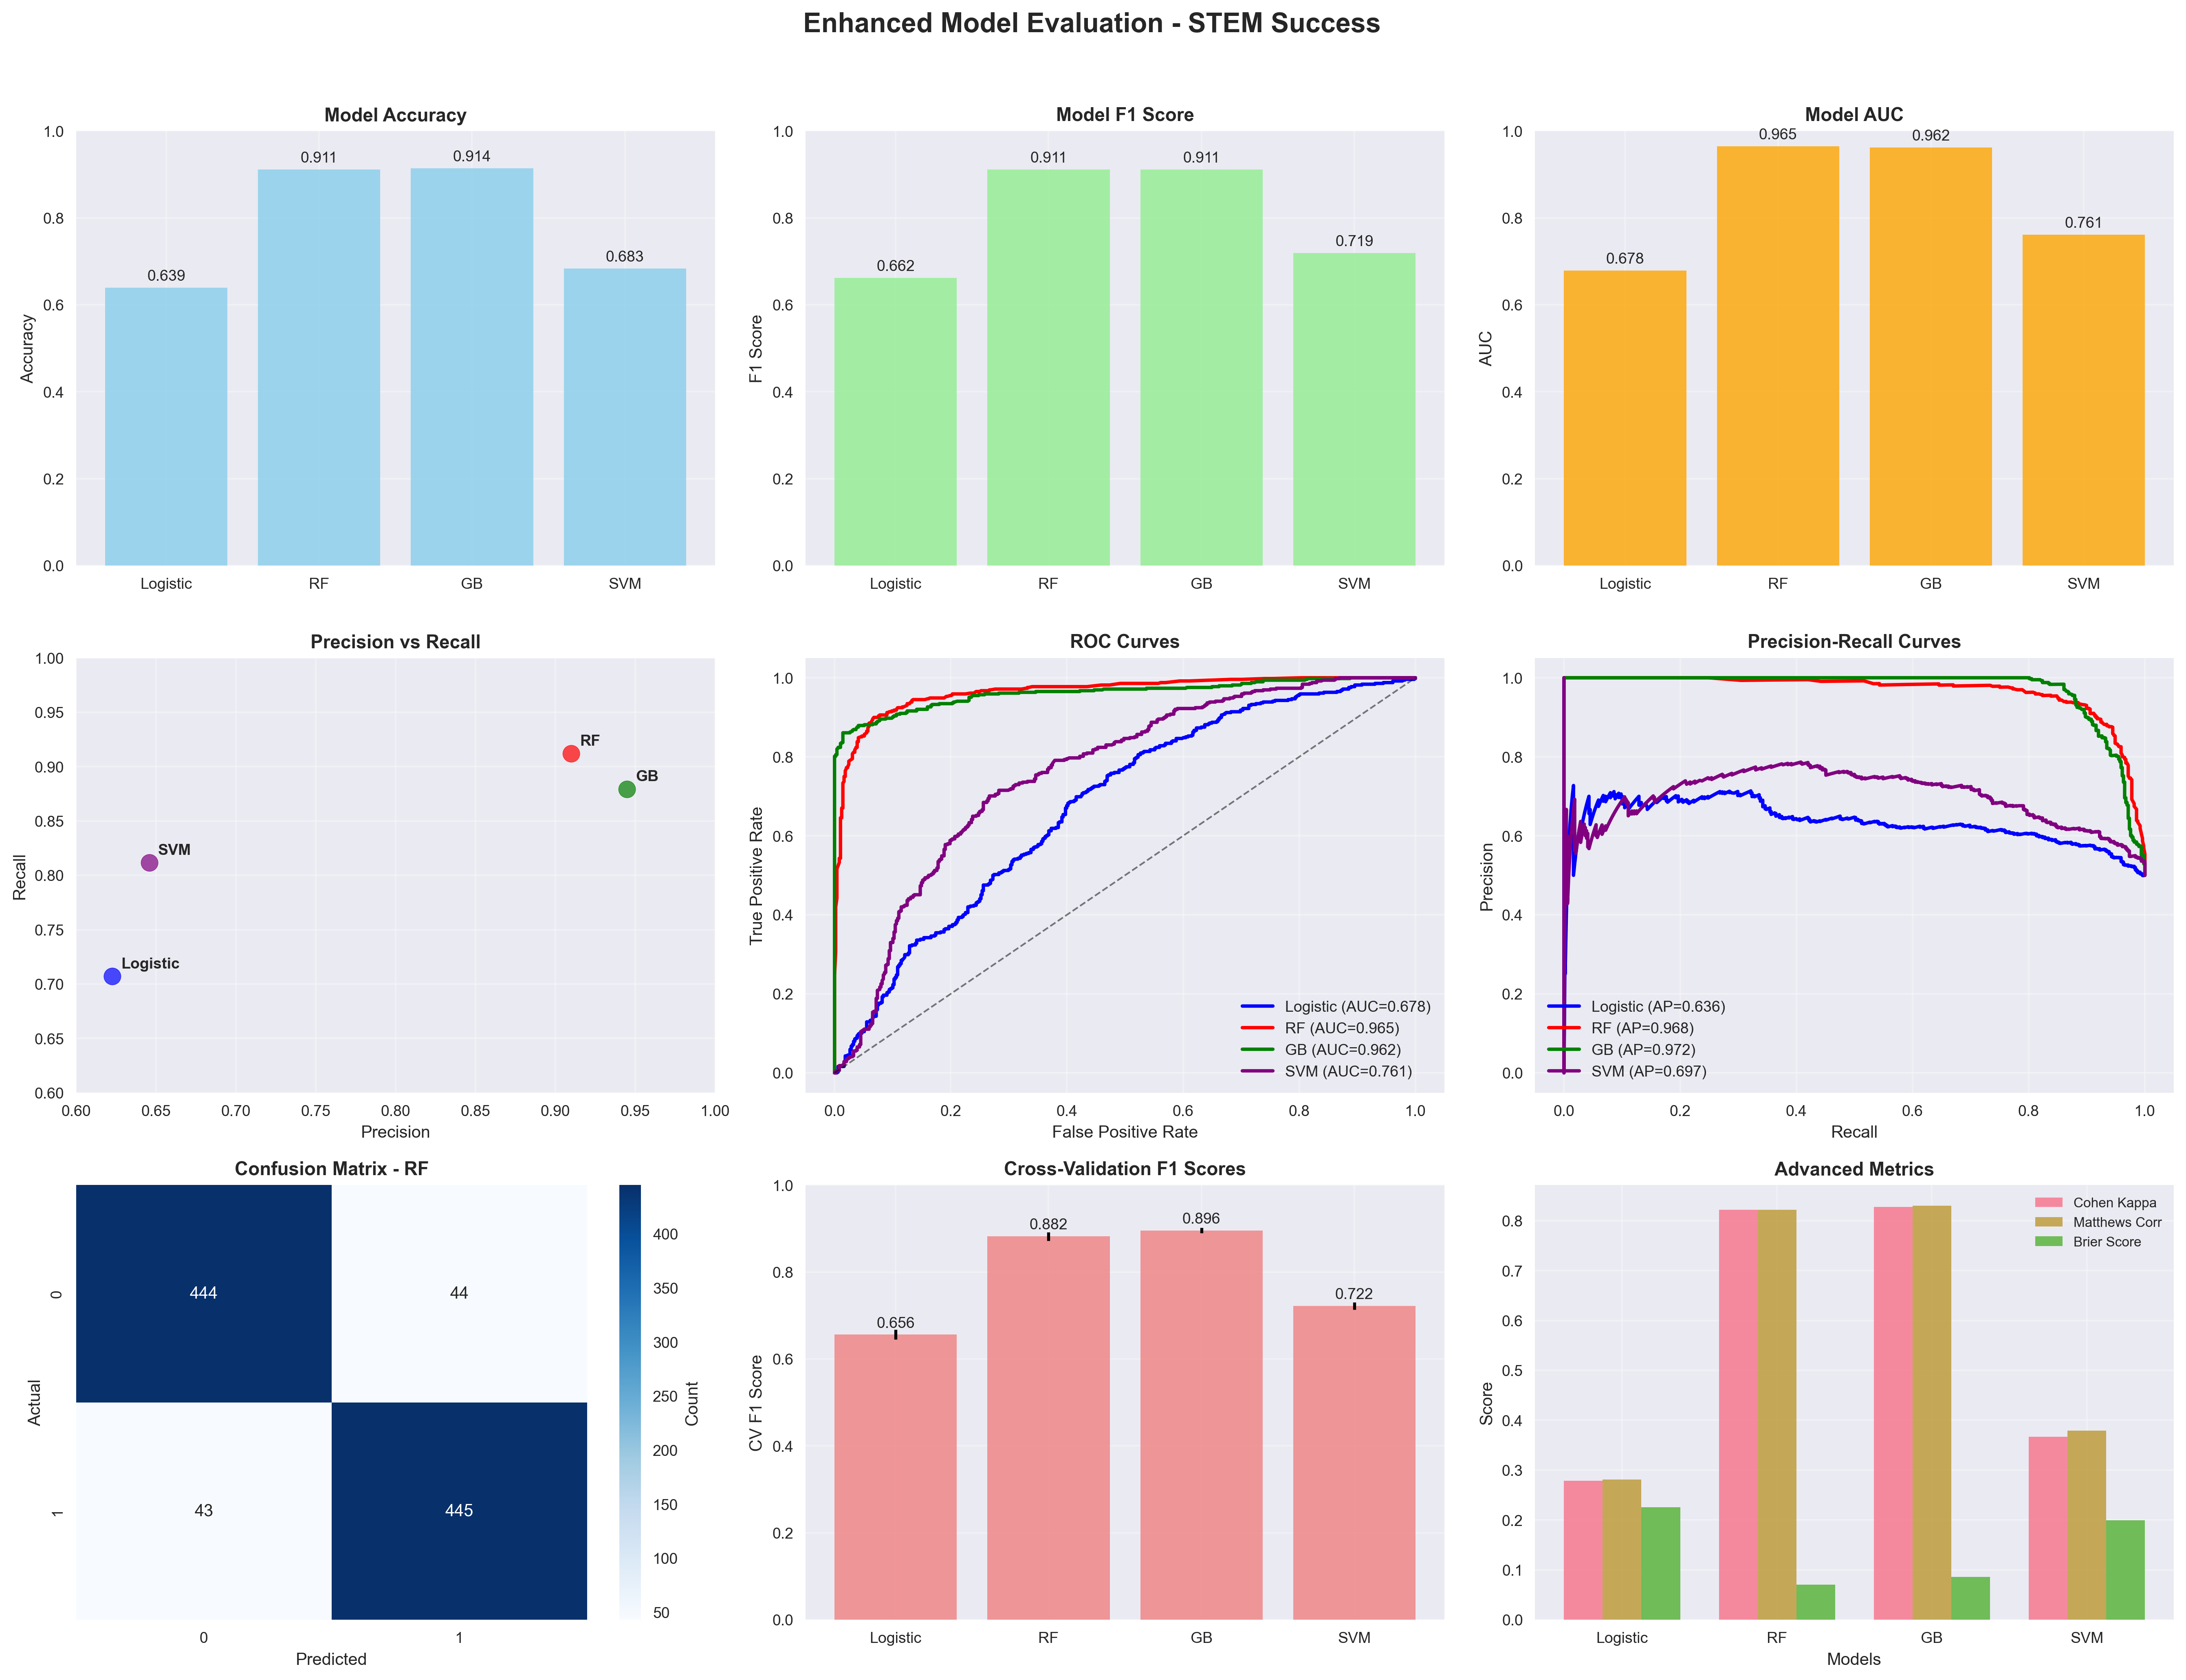 Enhanced Model Evaluation - STEM Success
Model Accuracy
1.0
0.8
0.6
0.4
0.2
0.0
Accuracy
0.639
0.911
0.914
0.683
Logistic
RF
GB
SVM
Model F1 Score
1.0
0.8
0.6
0.4
0.2
0.0
F1 Score
0.662
0.911
0.911
0.719
Logistic
RF
GB
SVM
Model AUC
1.0
0.8
0.6
0.4
0.2
0.0
AUC
0.678
0.965
0.962
0.761
Logistic
RF
GB
SVM
Precision vs Recall
1.00
0.95
0.90
0.85
0.80
0.75
0.70
0.65
0.60
Recall
RF
GB
SVM
Logistic
0.60
0.65
0.70
0.75
0.80
0.85
0.90
0.95
1.00
Precision
ROC Curves
1.0
0.8
0.6
0.4
0.2
0.0
True Positive Rate
Logistic (AUC=0.678)
RF (AUC=0.965)
GB (AUC=0.962)
SVM (AUC=0.761)
0.0
0.2
0.4
0.6
0.8
1.0
False Positive Rate
Precision-Recall Curves
1.0
0.8
0.6
0.4
0.2
0.0
Precision
Logistic (AP=0.636)
RF (AP=0.968)
GB (AP=0.972)
SVM (AP=0.697)
0.0
0.2
0.4
0.6
0.8
1.0
Recall
Confusion Matrix - RF
Actual
0
1
444
44
43
445
0
1
Predicted
400
350
300
250
200
150
100
50
Count
Cross-Validation F1 Scores
1.0
0.8
0.6
0.4
0.2
0.0
CV F1 Score
0.656
0.882
0.896
0.722
Logistic
RF
GB
SVM
Advanced Metrics
0.8
0.7
0.6
0.5
0.4
0.3
0.2
0.1
0.0
Score
Cohen Kappa
Matthews Corr
Brier Score
Logistic
RF
GB
SVM
Models